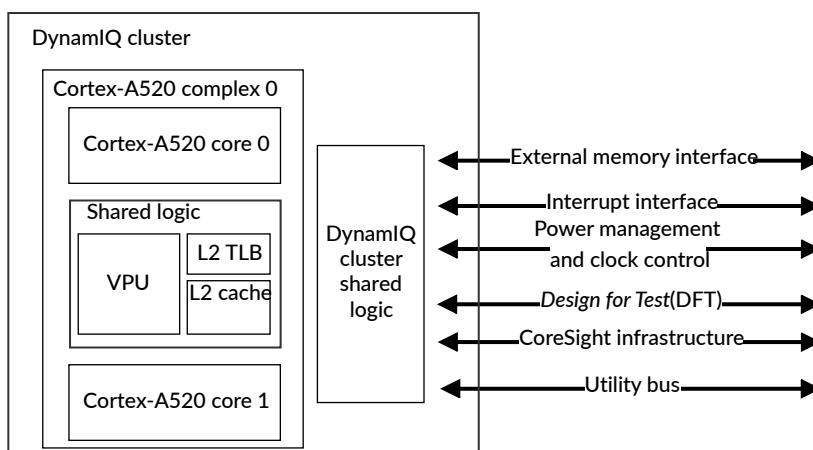 DynamIQ cluster
Cortex-A520 complex 0
Cortex-A520 core 0
Shared logic
VPU
L2 TLB
L2 cache
Cortex-A520 core 1
DynamIQ
cluster
shared
logic
External memory interface
Interrupt interface
Power management
and clock control
Design for Test(DFT)
CoreSight infrastructure
Utility bus